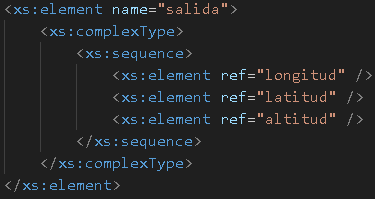 <xs:element name="salida">
    <xs:complexType>
        <xs:sequence>
            <xs:element ref="longitud" />
            <xs:element ref="latitud" />
            <xs:element ref="altitud" />
        </xs:sequence>
    </xs:complexType>
</xs:element>